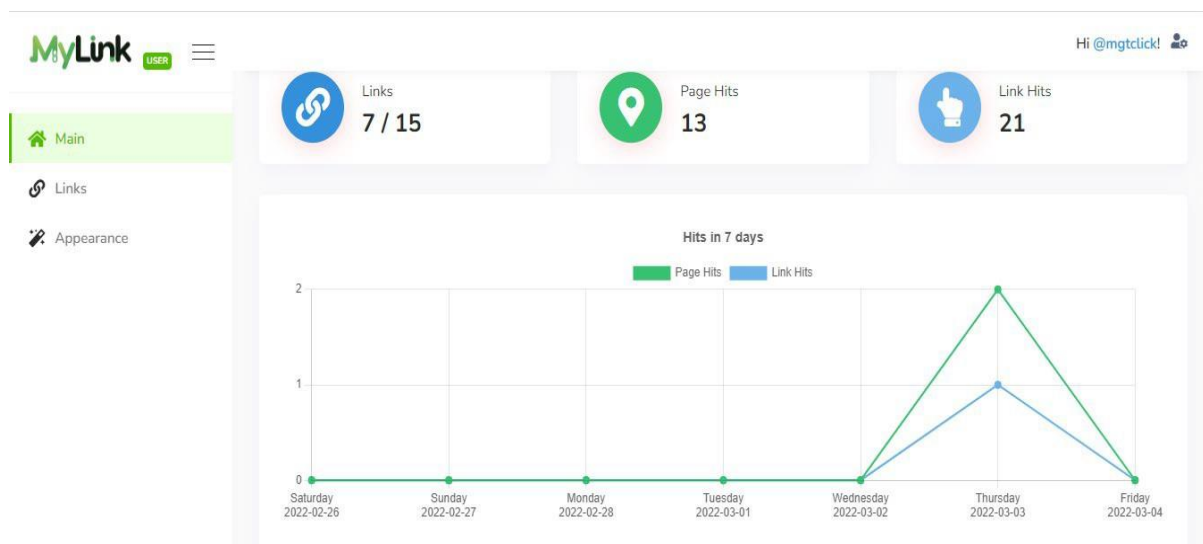 MyLink USER
Hi @mgtclick!
Main
Links
Appearance
Links
7 / 15
Page Hits
13
Link Hits
21
Hits in 7 days
Page Hits Link Hits
2
1
0
Saturday Sunday Monday Tuesday Wednesday Thursday Friday
2022-02-26 2022-02-27 2022-02-28 2022-03-01 2022-03-02 2022-03-03 2022-03-04